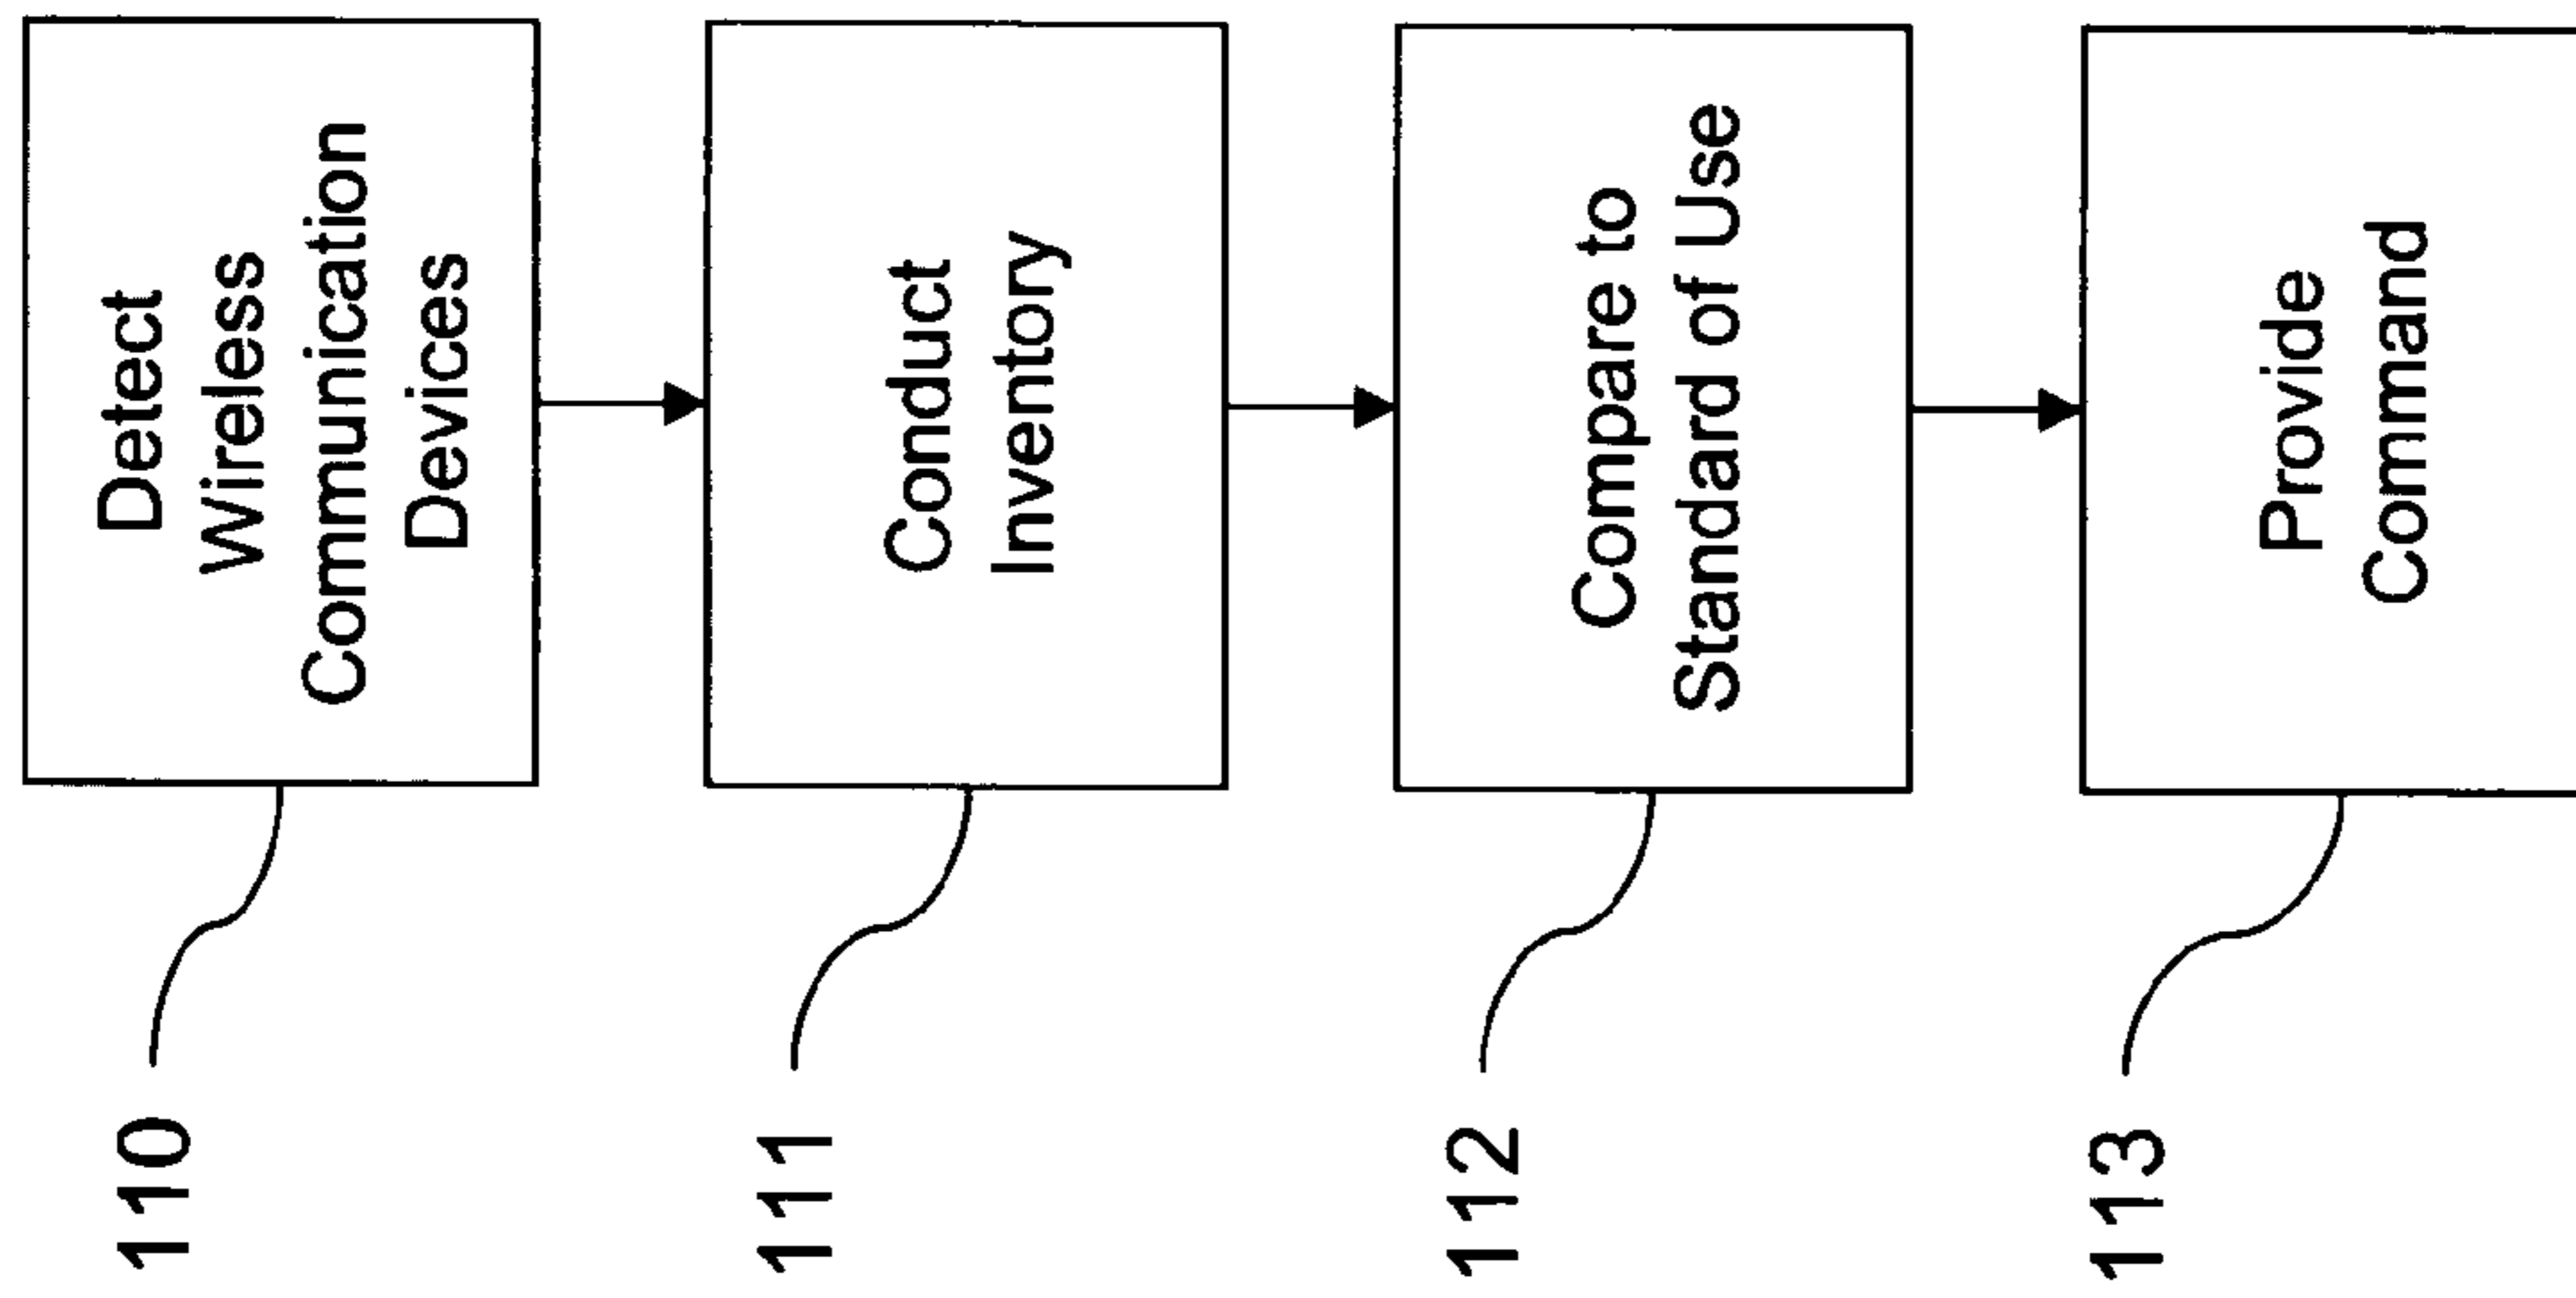 110
Detect
Wireless
Communication
Devices
111
Conduct
Inventory
112
Compare to
Standard of Use
113
Provide
Command